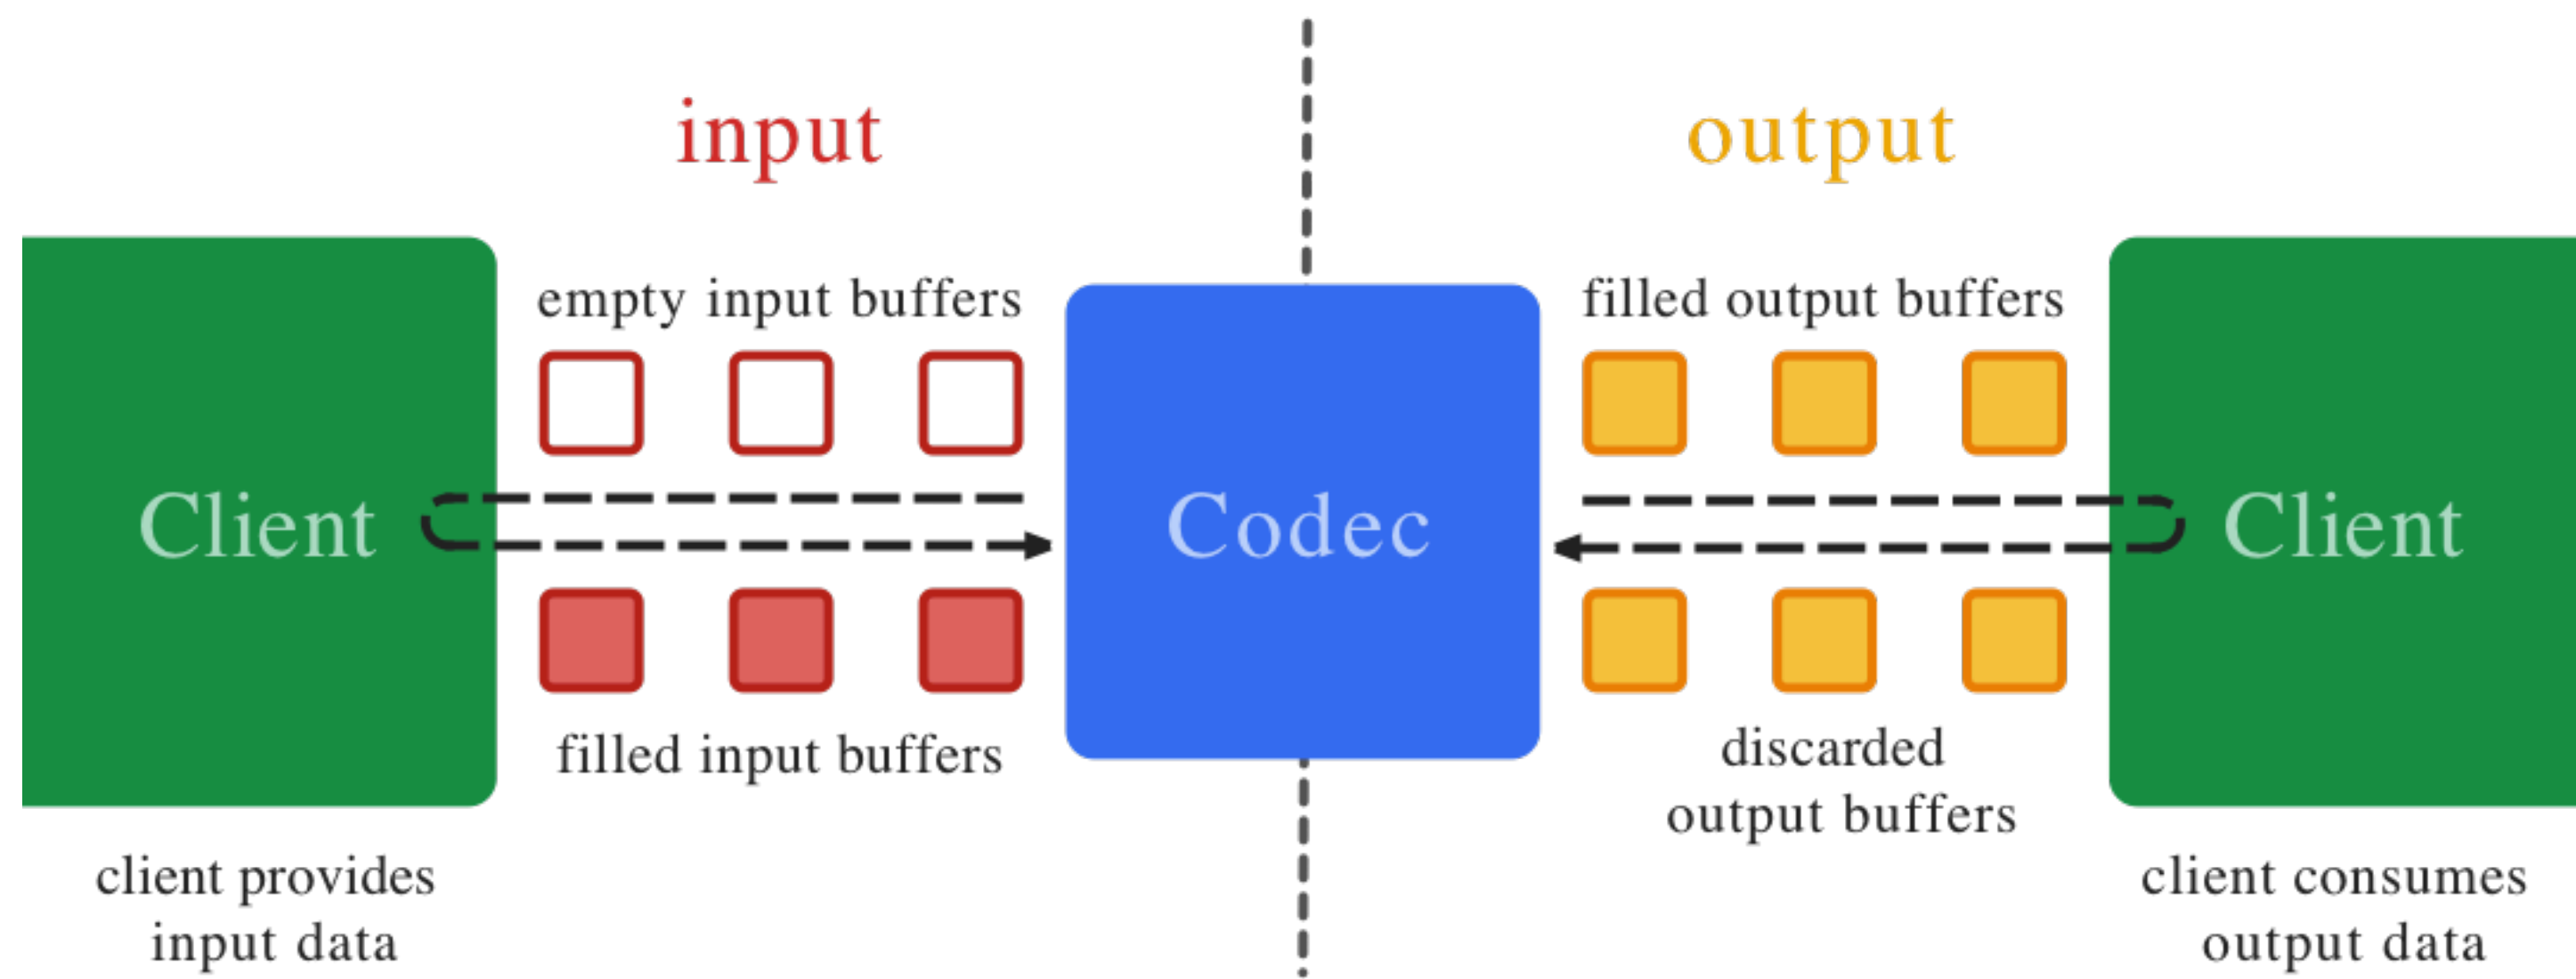 input
output
empty input buffers
filled output buffers
Client
Codec
Client
filled input buffers
discarded
output buffers
client provides
input data
client consumes
output data